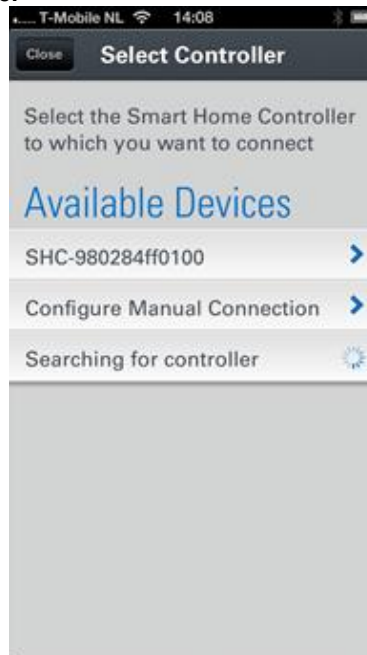 T-Mobile NL 14:08
Close Select Controller
Select the Smart Home Controller
to which you want to connect
Available Devices
SHC-980284ff0100
Configure Manual Connection
Searching for controller